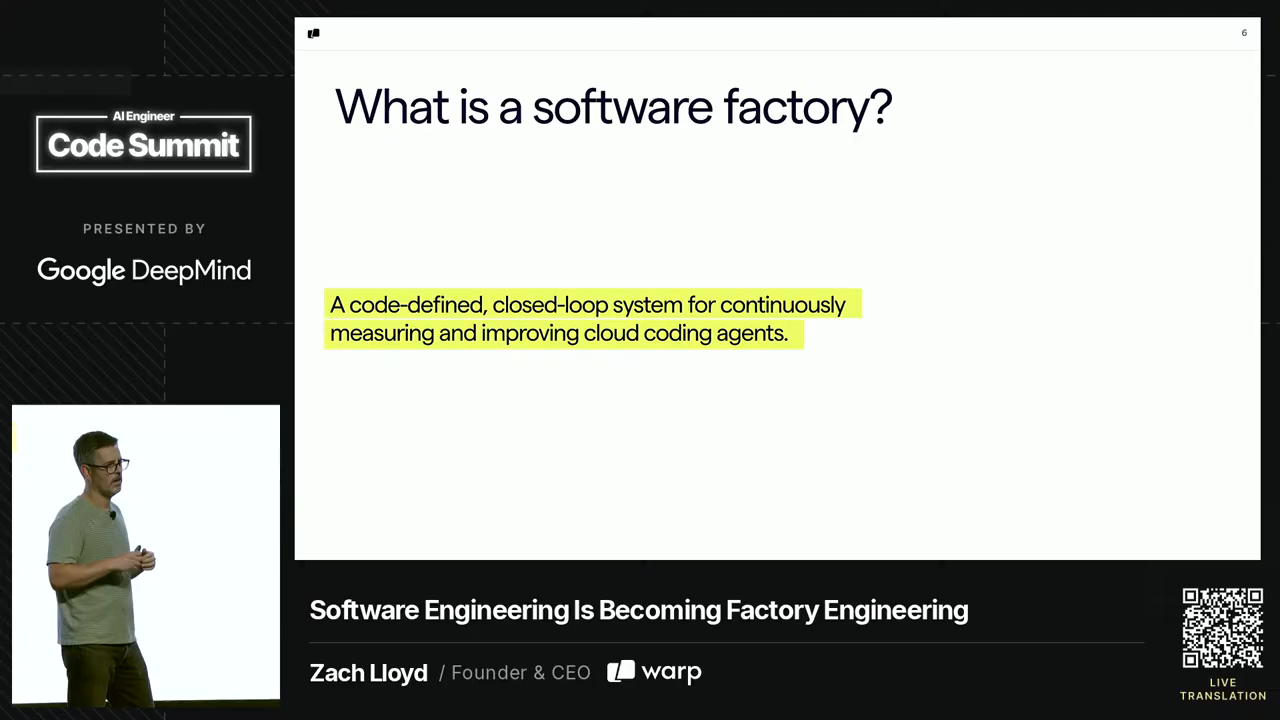 AI Engineer
Code Summit
PRESENTED BY
Google DeepMind
6
What is a software factory?
A code-defined, closed-loop system for continuously
measuring and improving cloud coding agents.
Software Engineering Is Becoming Factory Engineering
Zach Lloyd / Founder & CEO warp
LIVE
TRANSLATION